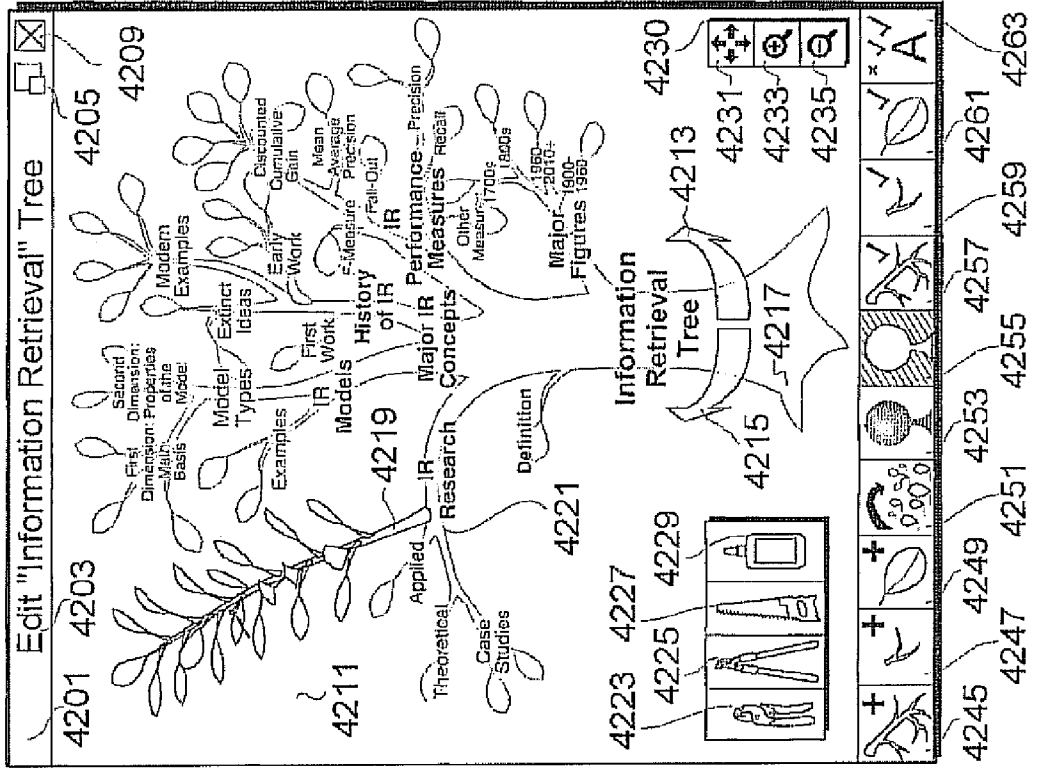 Edit "Information Retrieval" Tree
4201
4203
4205
4209
Second
Dimension:
Properties
of the
Model
First
Dimension:
Math
Basis
Modern
Examples
Extinct
Ideas
Model
Types
First
Work
Early
Work
Discounted
Cumulative
Gain
Mean
Average
Precision
F-Measure
Fall-Out
Examples
IR
Models
History
of IR
IR
Performance
Measures
Precision
Recall
Other
Measures
1700s
1800s
1960-
2010+
1900-
1960
Major
Figures
Major IR
Concepts
4219
IR
Research
Applied
Theoretical
Case
Studies
4221
4211
Definition
Information
Retrieval
Tree
4213
4215
4217
4223
4225
4227
4229
4230
4231
4233
4235
A
4245
4247
4249
4251
4253
4255
4257
4259
4261
4263